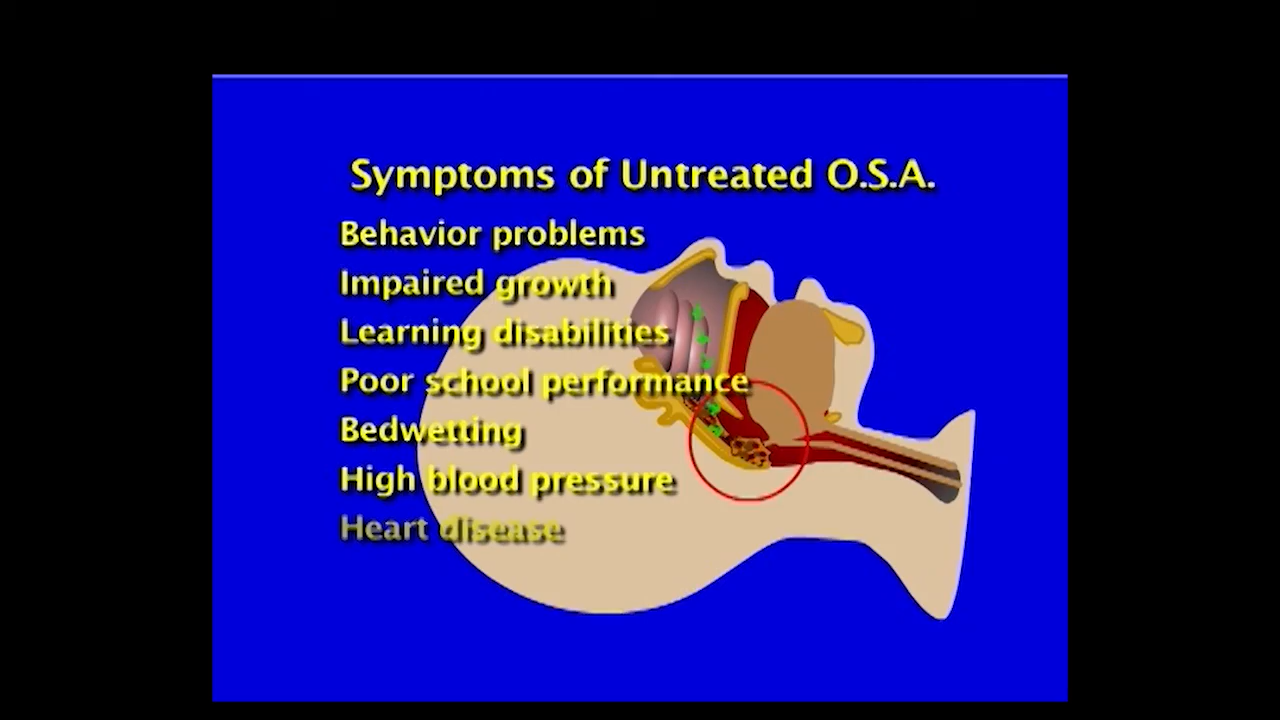 Symptoms of Untreated O.S.A.
Behavior problems
Impaired growth
Learning disabilities
Poor school performance
Bedwetting
High blood pressure
Heart disease